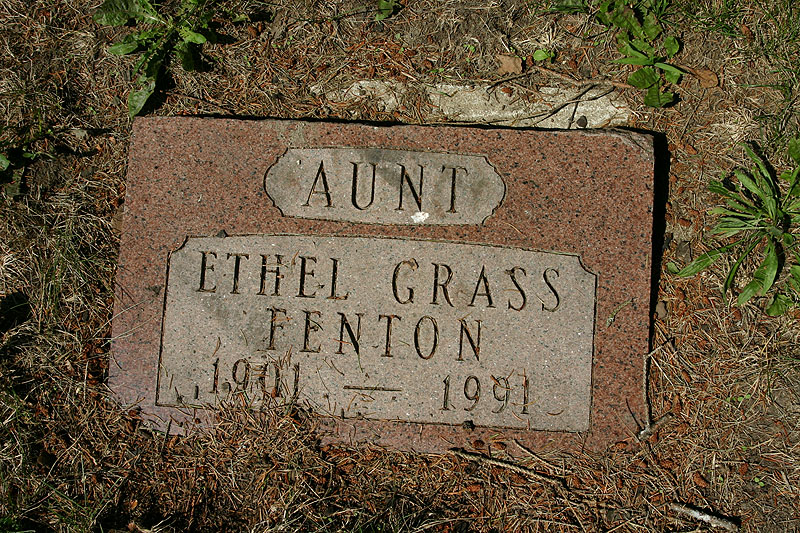 AUNT
ETHEL GRASS
FENTON
1901 — 1991